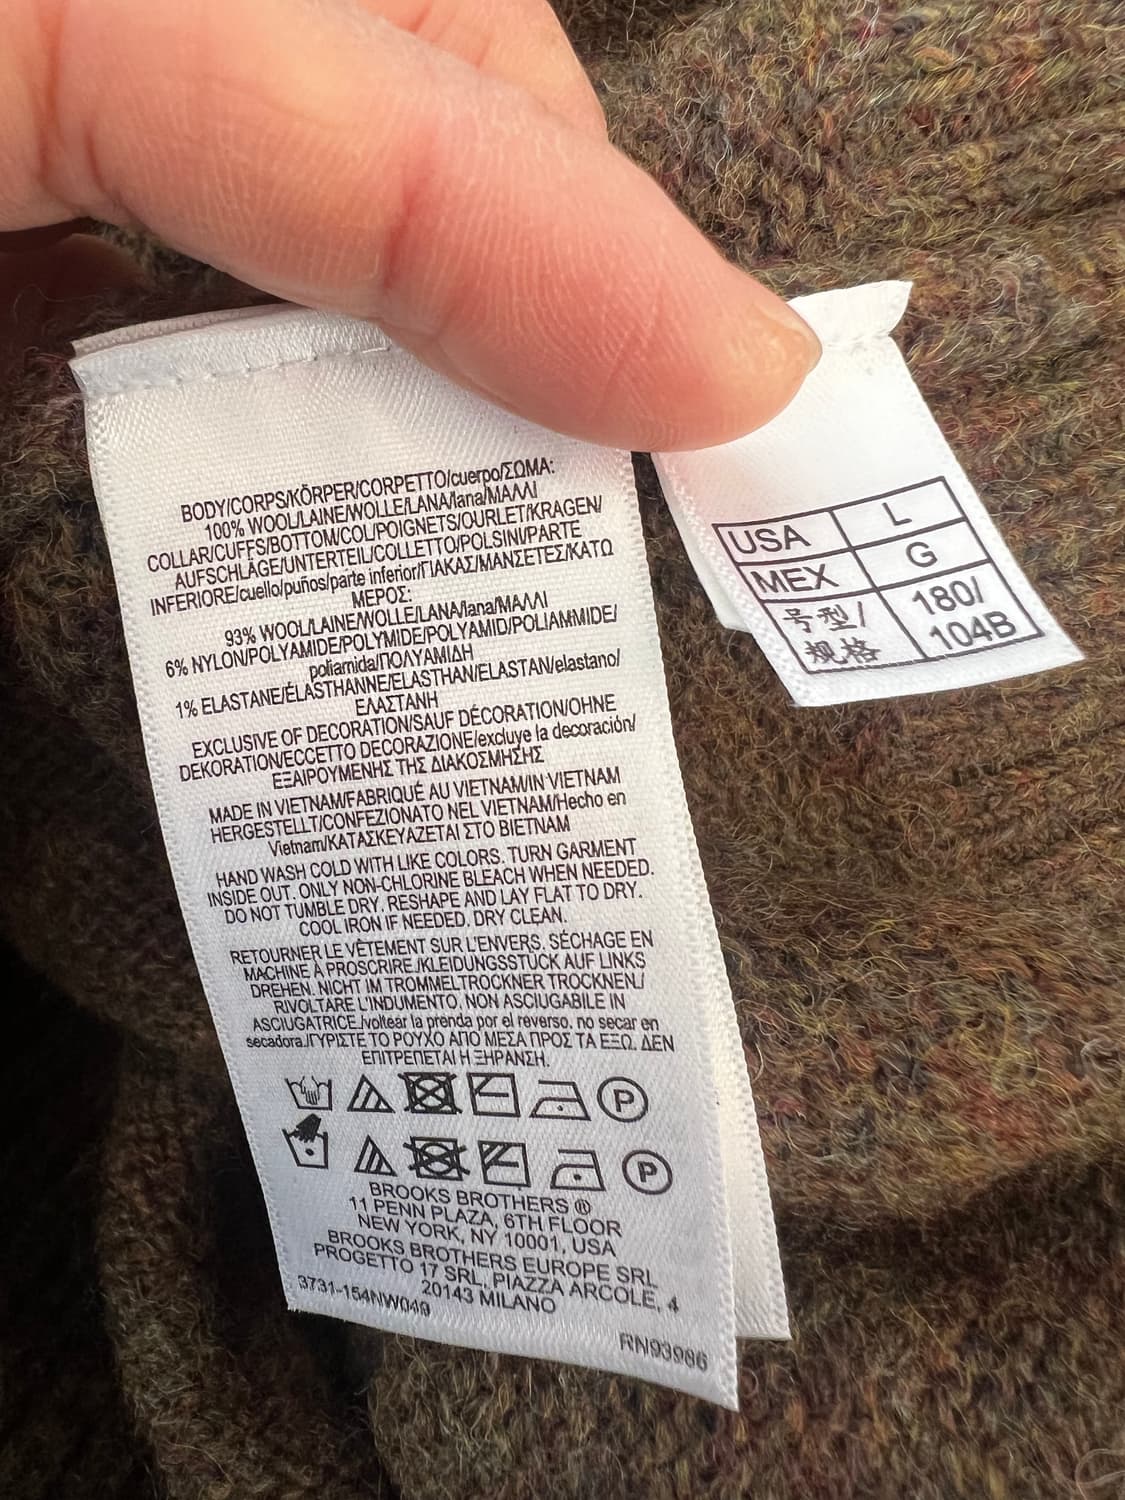 BODY/CORPS/KÖRPER/CORPETTO/cuerpo/ΣΩΜΑ:
100% WOOL/LAINE/WOLLE/LANA/lana/ΜΑΛΛΙ
COLLAR/CUFFS/BOTTOM/COL/POIGNETS/OURLET/KRAGEN/
AUFSCHLÄGE/UNTERTEIL/COLLETTO/POLSINI/PARTE
INFERIORE/cuello/puños/parte inferior/ΓΙΑΚΑΣ/ΜΑΝΣΕΤΕΣ/ΚΑΤΩ
ΜΕΡΟΣ:
93% WOOL/LAINE/WOLLE/LANA/lana/ΜΑΛΛΙ
6% NYLON/POLYAMIDE/POLYMIDE/POLYAMID/POLIAMMIDE/
poliamida/ΠΟΛΥΑΜΙΔΗ
1% ELASTANE/ÉLASTHANNE/ELASTHAN/ELASTAN/elastano/
ΕΛΑΣΤΑΝΗ
EXCLUSIVE OF DECORATION/SAUF DÉCORATION/OHNE
DEKORATION/ECCETTO DECORAZIONE/excluye la decoración/
ΕΞΑΙΡΟΥΜΕΝΗΣ ΤΗΣ ΔΙΑΚΟΣΜΗΣΗΣ
MADE IN VIETNAM/FABRIQUÉ AU VIETNAM/IN VIETNAM
HERGESTELLT/CONFEZIONATO NEL VIETNAM/Hecho en
Vietnam/ΚΑΤΑΣΚΕΥΑΖΕΤΑΙ ΣΤΟ ΒΙΕΤΝΑΜ
HAND WASH COLD WITH LIKE COLORS. TURN GARMENT
INSIDE OUT. ONLY NON-CHLORINE BLEACH WHEN NEEDED.
DO NOT TUMBLE DRY, RESHAPE AND LAY FLAT TO DRY.
COOL IRON IF NEEDED. DRY CLEAN.
RETOURNER LE VÊTEMENT SUR L'ENVERS. SÉCHAGE EN
MACHINE À PROSCRIRE./KLEIDUNGSSTÜCK AUF LINKS
DREHEN. NICHT IM TROMMELTROCKNER TROCKNEN/
RIVOLTARE L'INDUMENTO. NON ASCIUGABILE IN
ASCIUGATRICE./voltear la prenda por el reverso. no secar en
secadora./ΓΥΡΙΣΤΕ ΤΟ ΡΟΥΧΟ ΑΠΟ ΜΕΣΑ ΠΡΟΣ ΤΑ ΕΞΩ. ΔΕΝ
ΕΠΙΤΡΕΠΕΤΑΙ Η ΞΗΡΑΝΣΗ.
P
P
BROOKS BROTHERS ®
11 PENN PLAZA, 6TH FLOOR
NEW YORK, NY 10001, USA
BROOKS BROTHERS EUROPE SRL
PROGETTO 17 SRL, PIAZZA ARCOLE, 4
20143 MILANO
3731-154NW049
RN93986
USA L
MEX G
号型/ 180/
规格 104B